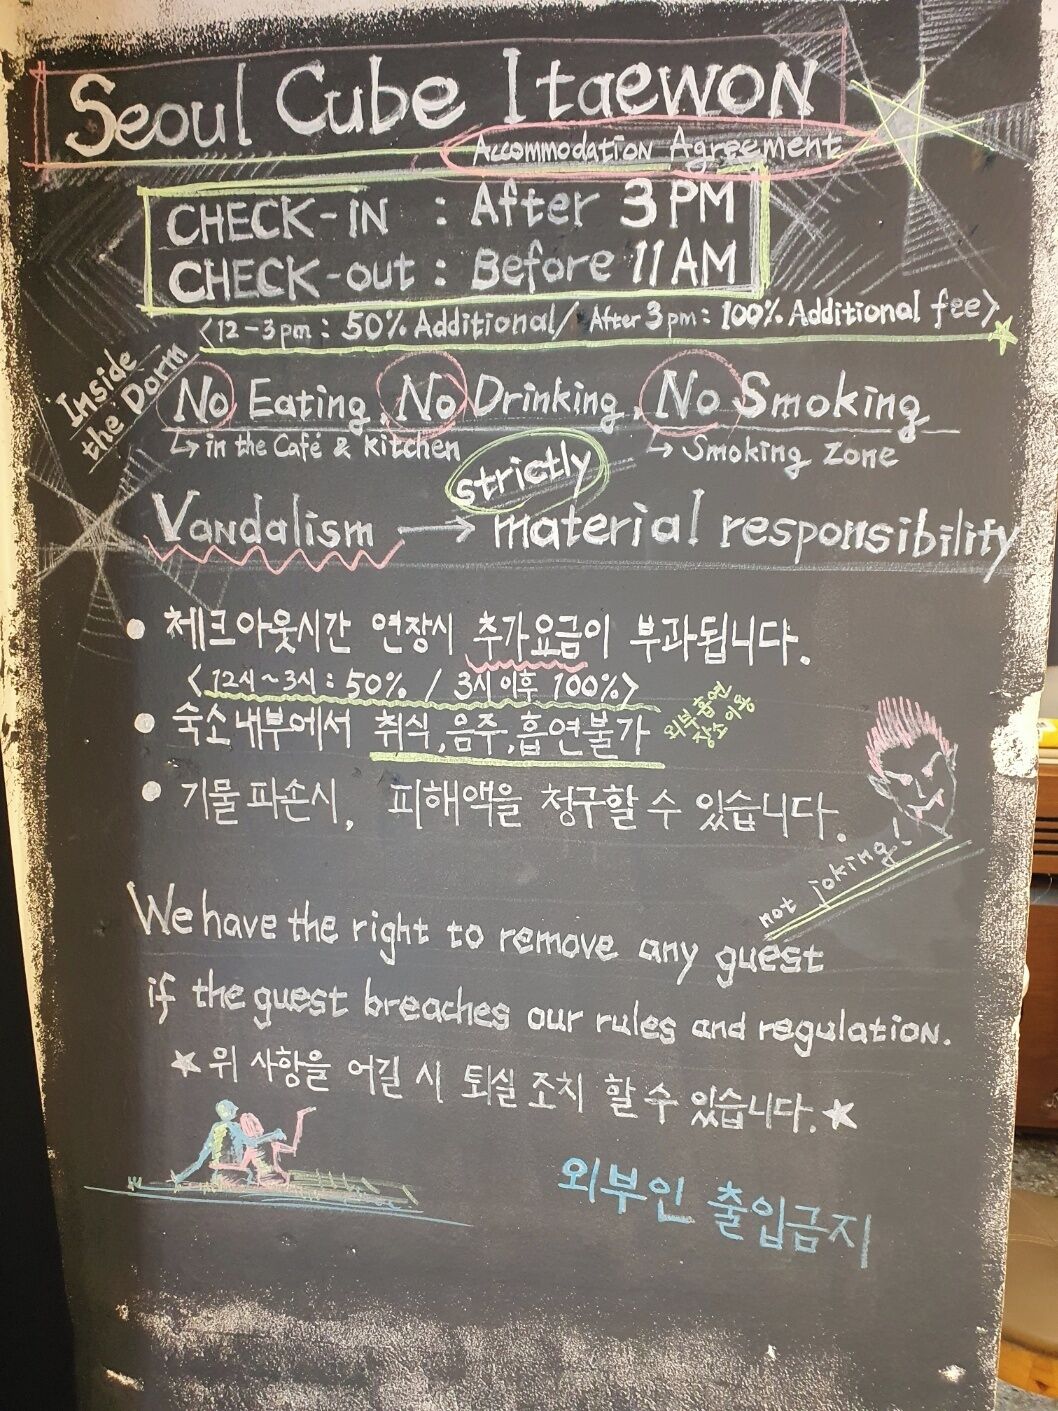 Seoul Cube Itaewon
Accommodation Agreement
CHECK-IN : After 3 PM
CHECK-out : Before 11 AM
<12-3pm : 50% Additional / After 3pm : 100% Additional fee>
Inside
the Dorm
No Eating, No Drinking, No Smoking
↳ in the Café & Kitchen
↳ Smoking Zone
strictly
Vandalism → material responsibility
• 체크아웃시간 연장시 추가요금이 부과됩니다.
<12시~3시 : 50% / 3시 이후 100%>
• 숙소내부에서 취식, 음주, 흡연불가
외부 흡연
장소 이용
• 기물 파손시, 피해액을 청구할 수 있습니다.
not joking!
We have the right to remove any guest
if the guest breaches our rules and regulation.
★ 위 사항을 어길 시 퇴실 조치 할 수 있습니다. ★
외부인 출입금지